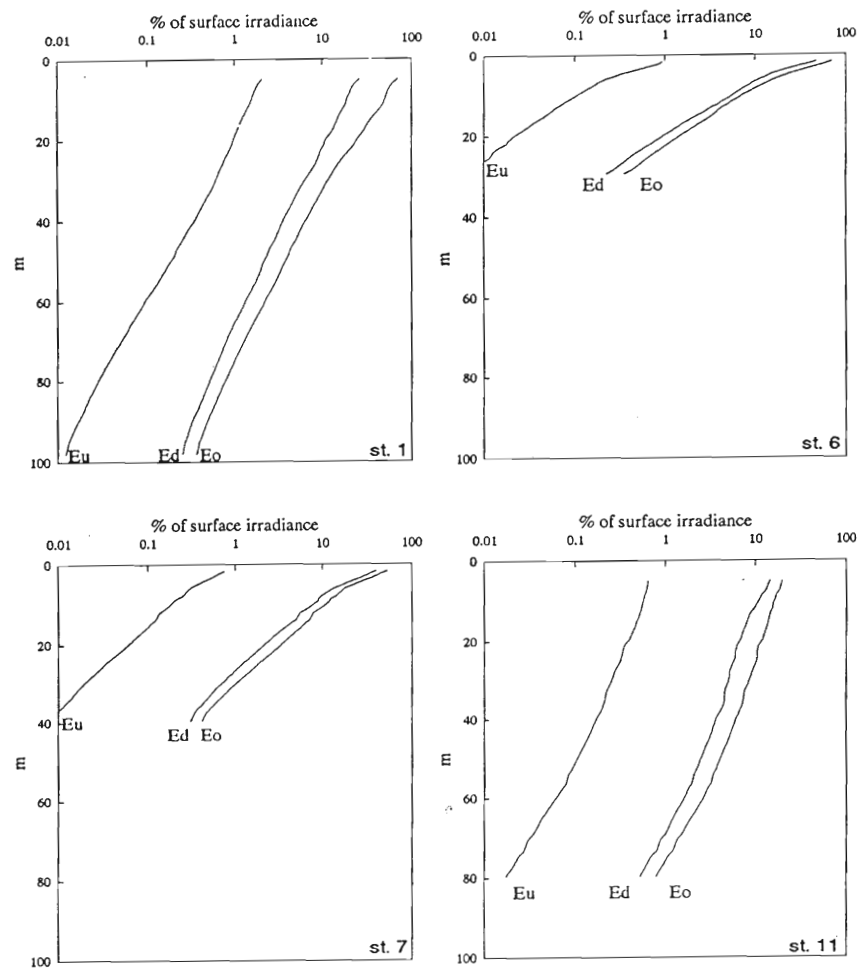 % of surface irradiance
0.01 0.1 1 10 100
0
20
40
60
80
100
m
Eu Ed Eo
st. 1
% of surface irradiance
0.01 0.1 1 10 100
0
20
40
60
80
100
m
Eu
Ed Eo
st. 6
% of surface irradiance
0.01 0.1 1 10 100
0
20
40
60
80
100
m
Eu
Ed Eo
st. 7
% of surface irradiance
0.01 0.1 1 10 100
0
20
40
60
80
100
m
Eu Ed Eo
st. 11